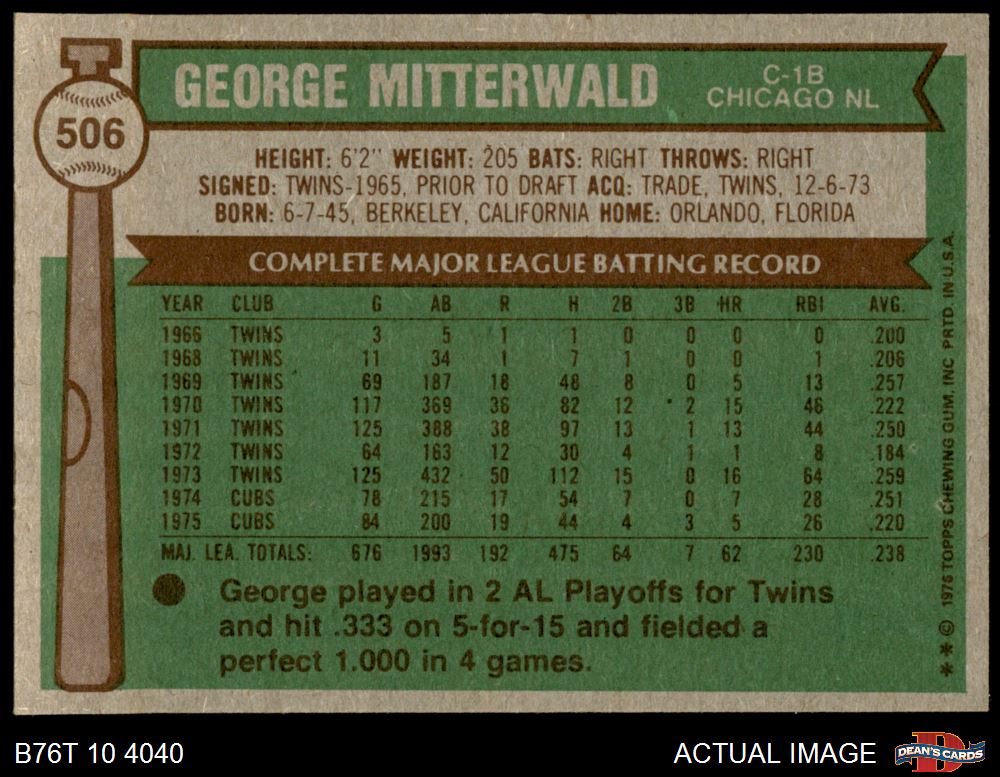 506
GEORGE MITTERWALD
C-1B
CHICAGO NL
HEIGHT: 6'2" WEIGHT: 205 BATS: RIGHT THROWS: RIGHT
SIGNED: TWINS-1965, PRIOR TO DRAFT ACQ: TRADE, TWINS, 12-6-73
BORN: 6-7-45, BERKELEY, CALIFORNIA HOME: ORLANDO, FLORIDA
COMPLETE MAJOR LEAGUE BATTING RECORD
YEAR CLUB G AB R H 2B 3B HR RBI AVG.
1966 TWINS 3 5 1 1 0 0 0 0 .200
1968 TWINS 11 34 1 7 1 0 0 1 .206
1969 TWINS 69 187 18 48 8 0 5 13 .257
1970 TWINS 117 369 36 82 12 2 15 46 .222
1971 TWINS 125 388 38 97 13 1 13 44 .250
1972 TWINS 64 163 12 30 4 1 1 8 .184
1973 TWINS 125 432 50 112 15 0 16 64 .259
1974 CUBS 78 215 17 54 7 0 7 28 .251
1975 CUBS 84 200 19 44 4 3 5 26 .220
MAJ. LEA. TOTALS: 676 1993 192 475 64 7 62 230 .238
George played in 2 AL Playoffs for Twins
and hit .333 on 5-for-15 and fielded a
perfect 1.000 in 4 games.
** © 1976 TOPPS CHEWING GUM, INC. PRTD. IN U.S.A.
B76T 10 4040
ACTUAL IMAGE
D
DEAN'S CARDS